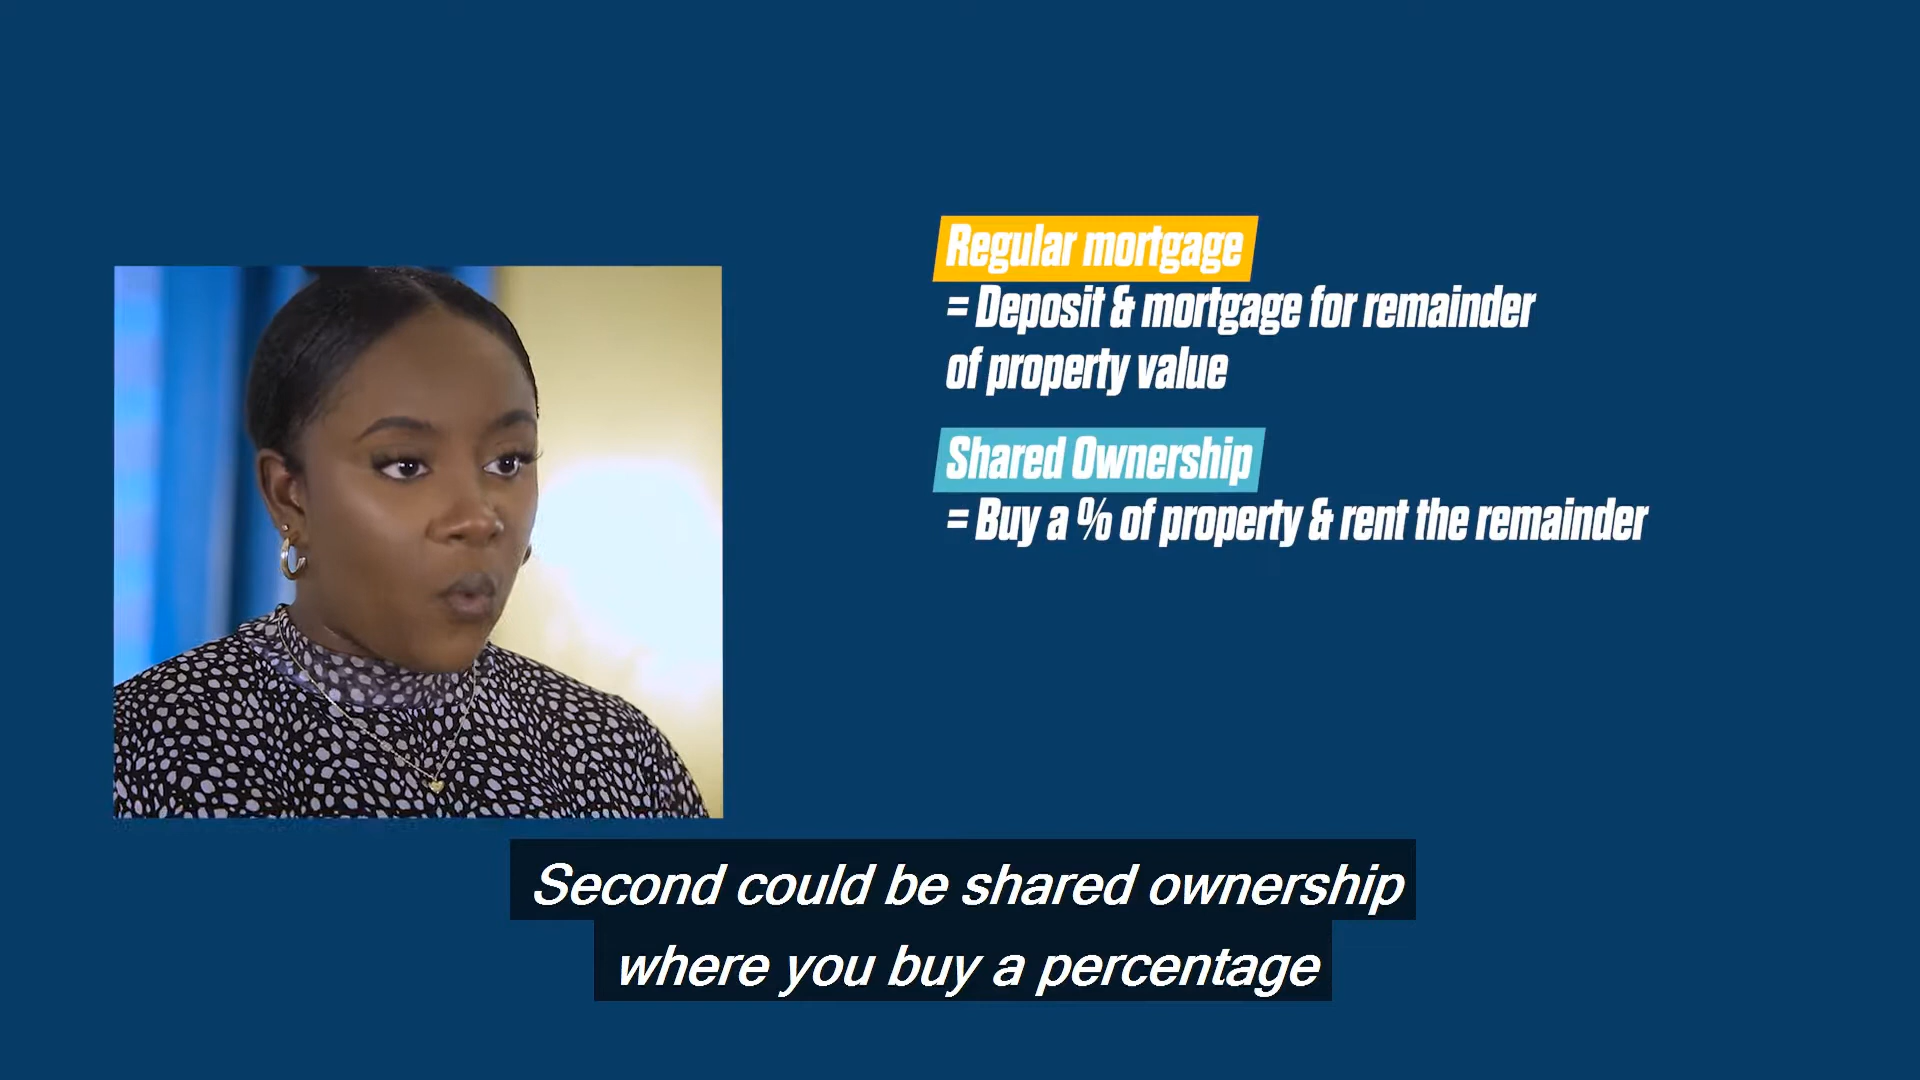 Regular mortgage
= Deposit & mortgage for remainder
of property value
Shared Ownership
= Buy a % of property & rent the remainder
Second could be shared ownership
where you buy a percentage